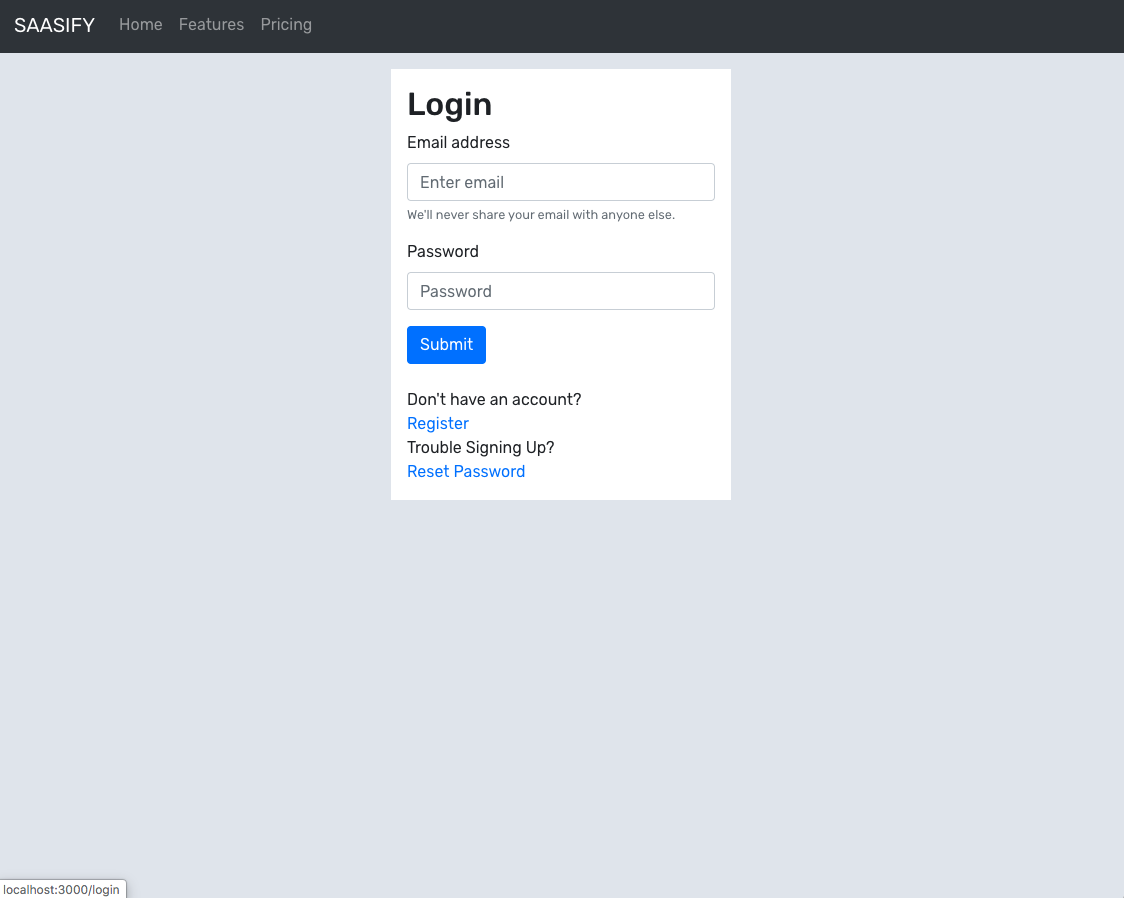 SAASIFY Home Features Pricing
Login
Email address
Enter email
We'll never share your email with anyone else.
Password
Password
Submit
Don't have an account?
Register
Trouble Signing Up?
Reset Password
localhost:3000/login